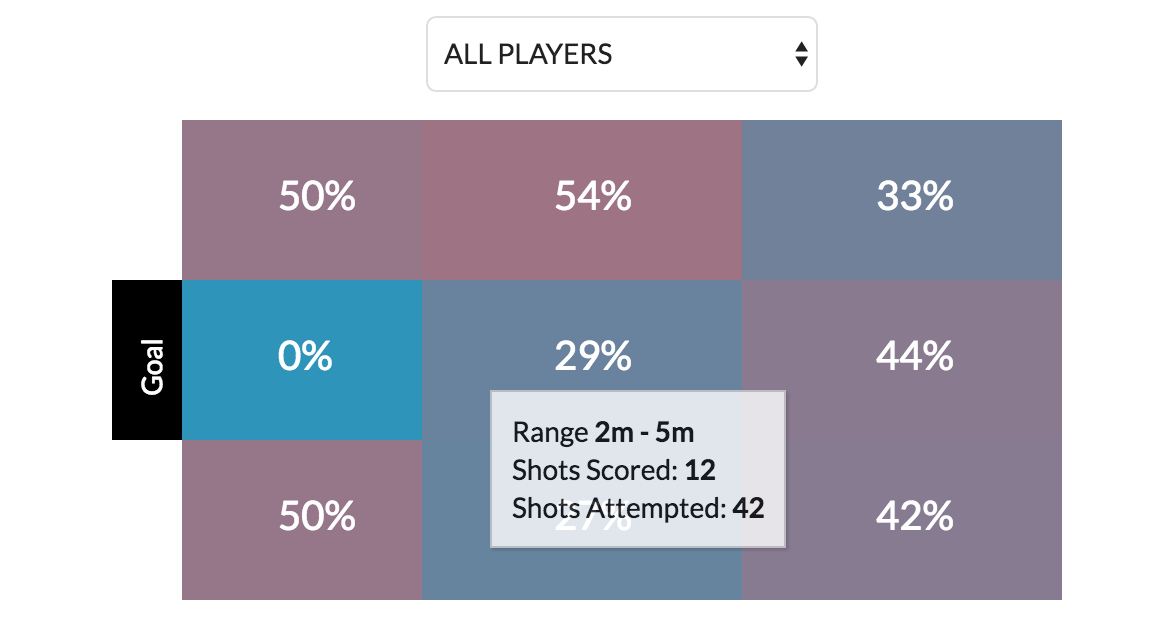 ALL PLAYERS
50% 54% 33%
Goal 0% 29% 44%
Range 2m - 5m
Shots Scored: 12
Shots Attempted: 42
50% 27% 42%